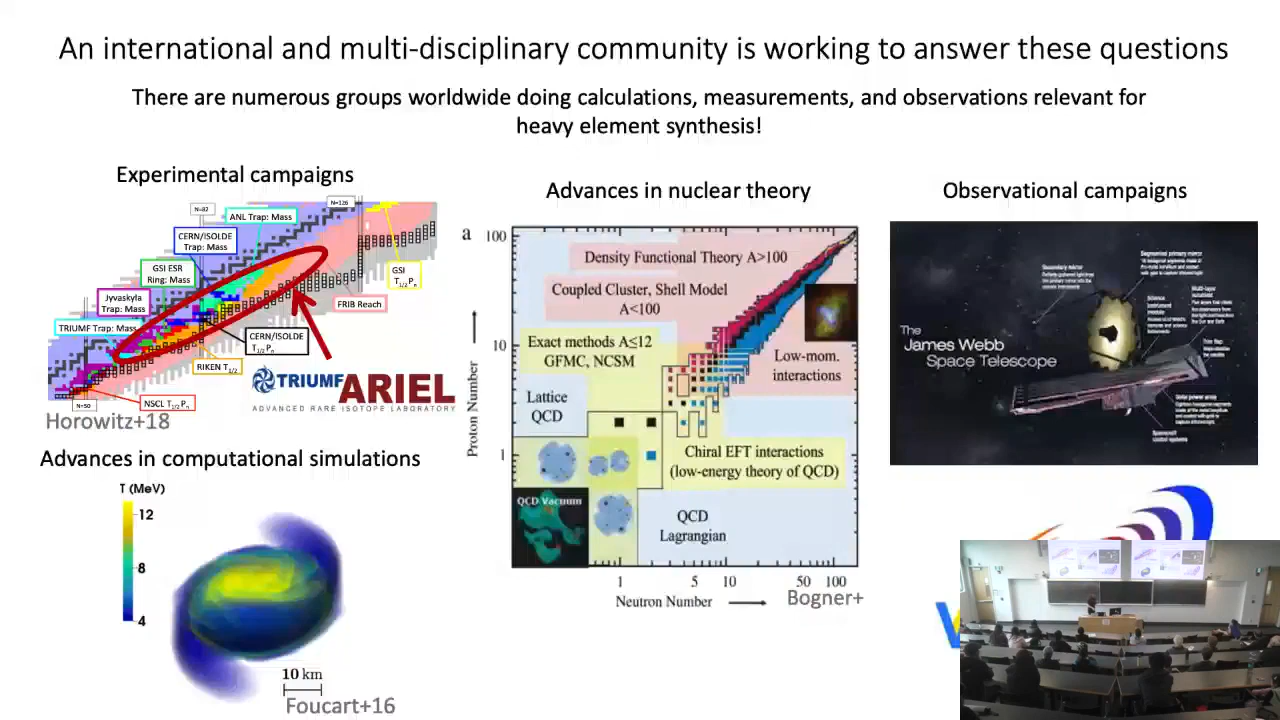 An international and multi-disciplinary community is working to answer these questions
There are numerous groups worldwide doing calculations, measurements, and observations relevant for
heavy element synthesis!
Experimental campaigns
N=82
N=126
ANL Trap: Mass
CERN/ISOLDE
Trap: Mass
GSI ESR
Ring: Mass
Jyvaskyla
Trap: Mass
TRIUMF Trap: Mass
GSI
T1/2 Pn
FRIB Reach
CERN/ISOLDE
T1/2 Pn
RIKEN T1/2
NSCL T1/2 Pn
N=50
Horowitz+18
TRIUMF ARIEL
ADVANCED RARE ISOTOPE LABORATORY
Advances in computational simulations
T (MeV)
12
8
4
10 km
Foucart+16
Advances in nuclear theory
a
100
10
1
Proton Number
Density Functional Theory A>100
Coupled Cluster, Shell Model
A<100
Exact methods A≤12
GFMC, NCSM
Low-mom.
interactions
Lattice
QCD
Chiral EFT interactions
(low-energy theory of QCD)
QCD Vacuum
QCD
Lagrangian
1 5 10 50 100
Neutron Number
Bogner+
Observational campaigns
The
James Webb
Space Telescope
Secondary mirror
Segmented primary mirror